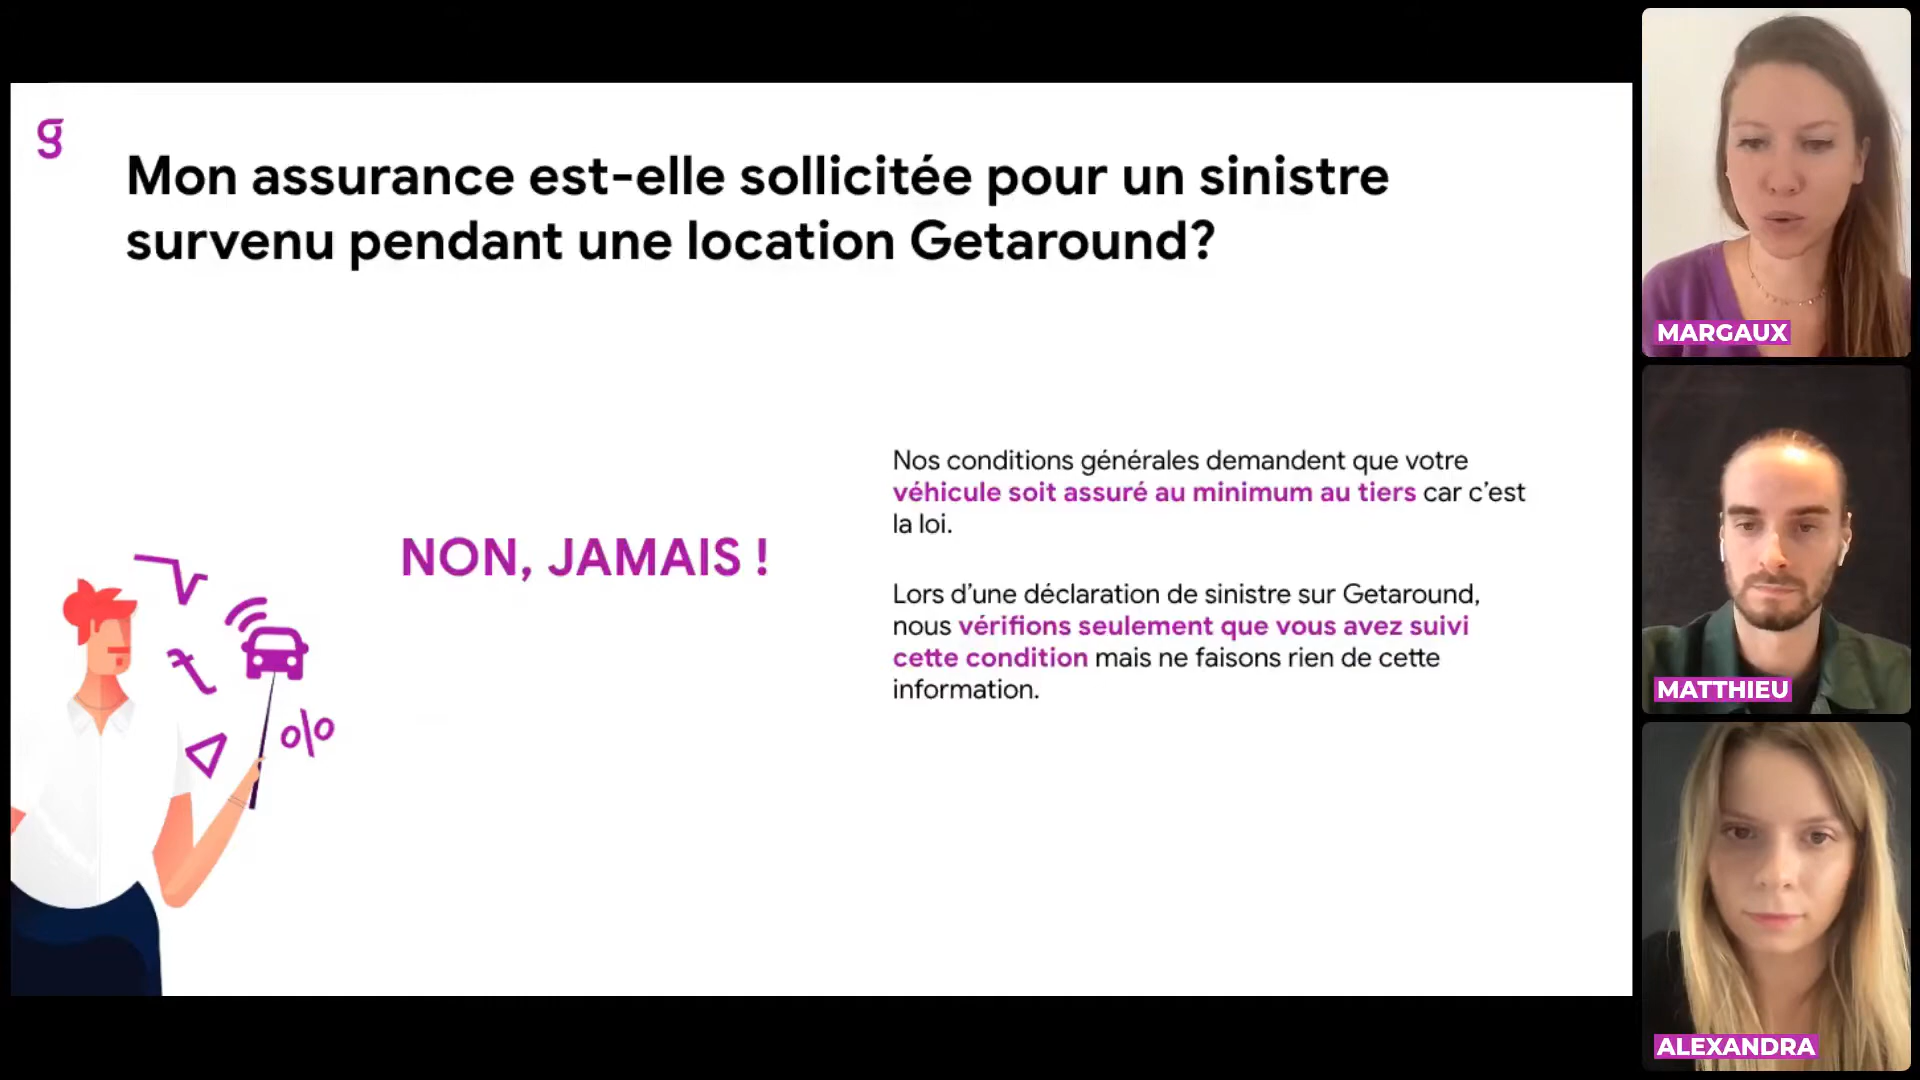 g
Mon assurance est-elle sollicitée pour un sinistre
survenu pendant une location Getaround?
NON, JAMAIS !
Nos conditions générales demandent que votre
véhicule soit assuré au minimum au tiers car c’est
la loi.
Lors d’une déclaration de sinistre sur Getaround,
nous vérifions seulement que vous avez suivi
cette condition mais ne faisons rien de cette
information.
%
MARGAUX
MATTHIEU
ALEXANDRA